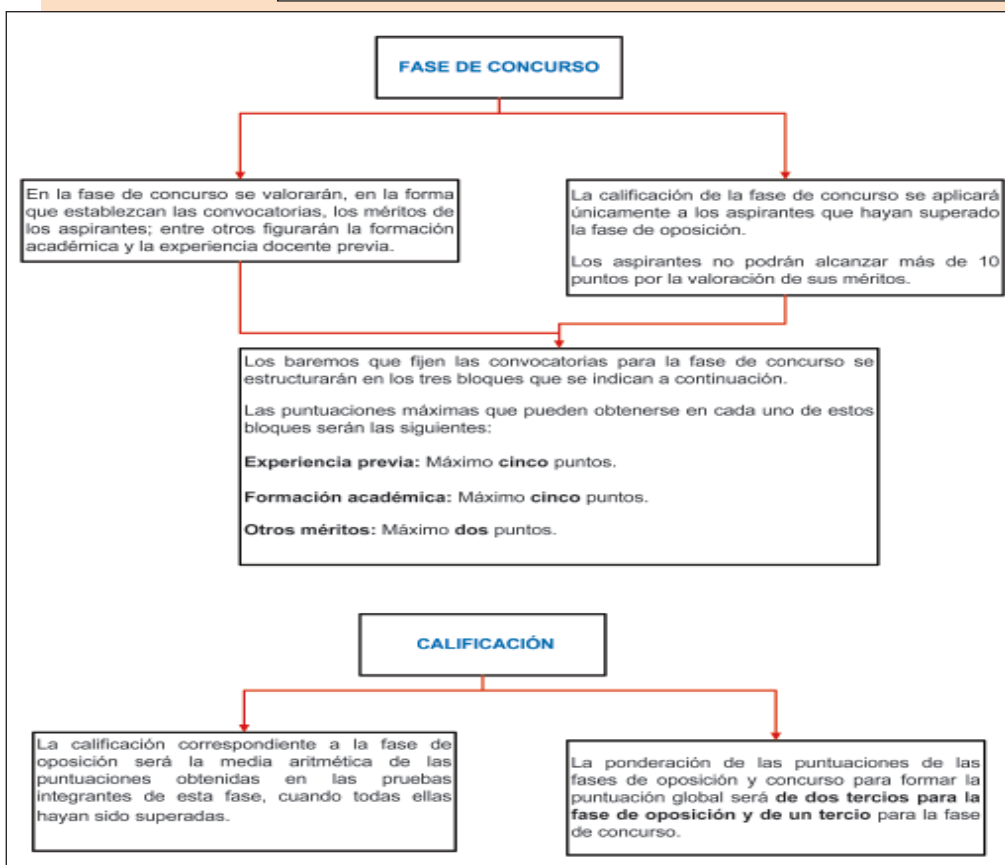 FASE DE CONCURSO
En la fase de concurso se valorarán, en la forma
que establezcan las convocatorias, los méritos de
los aspirantes; entre otros figurarán la formación
académica y la experiencia docente previa.
La calificación de la fase de concurso se aplicará
únicamente a los aspirantes que hayan superado
la fase de oposición.
Los aspirantes no podrán alcanzar más de 10
puntos por la valoración de sus méritos.
Los baremos que fijen las convocatorias para la fase de concurso se
estructurarán en los tres bloques que se indican a continuación.
Las puntuaciones máximas que pueden obtenerse en cada uno de estos
bloques serán las siguientes:
Experiencia previa: Máximo cinco puntos.
Formación académica: Máximo cinco puntos.
Otros méritos: Máximo dos puntos.
CALIFICACIÓN
La calificación correspondiente a la fase de
oposición será la media aritmética de las
puntuaciones obtenidas en las pruebas
integrantes de esta fase, cuando todas ellas
hayan sido superadas.
La ponderación de las puntuaciones de las
fases de oposición y concurso para formar la
puntuación global será de dos tercios para la
fase de oposición y de un tercio para la fase
de concurso.